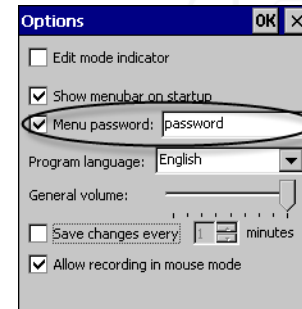 Options OK ×
Edit mode indicator
Show menubar on startup
Menu password: password
Program language: English
General volume:
Save changes every 1 minutes
Allow recording in mouse mode